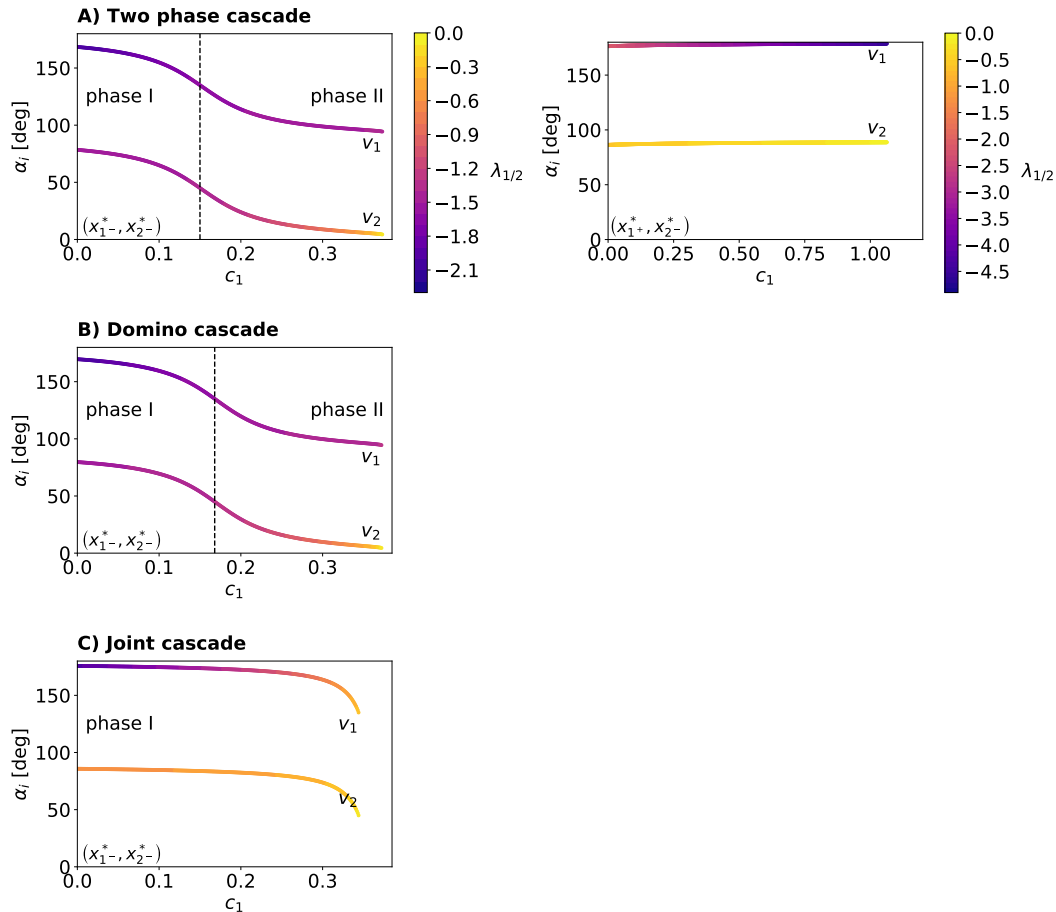 A) Two phase cascade
150
100
50
0
αᵢ [deg]
phase I
phase II
v₁
v₂
(x*₁₋, x*₂₋)
0.0 0.1 0.2 0.3
c₁
0.0
−0.3
−0.6
−0.9
−1.2
−1.5
−1.8
−2.1
λ₁/₂
150
100
50
0
αᵢ [deg]
v₁
v₂
(x*₁₊, x*₂₋)
0.00 0.25 0.50 0.75 1.00
c₁
0.0
−0.5
−1.0
−1.5
−2.0
−2.5
−3.0
−3.5
−4.0
−4.5
λ₁/₂
B) Domino cascade
150
100
50
0
αᵢ [deg]
phase I
phase II
v₁
v₂
(x*₁₋, x*₂₋)
0.0 0.1 0.2 0.3
c₁
C) Joint cascade
150
100
50
0
αᵢ [deg]
phase I
v₁
v₂
(x*₁₋, x*₂₋)
0.0 0.1 0.2 0.3
c₁